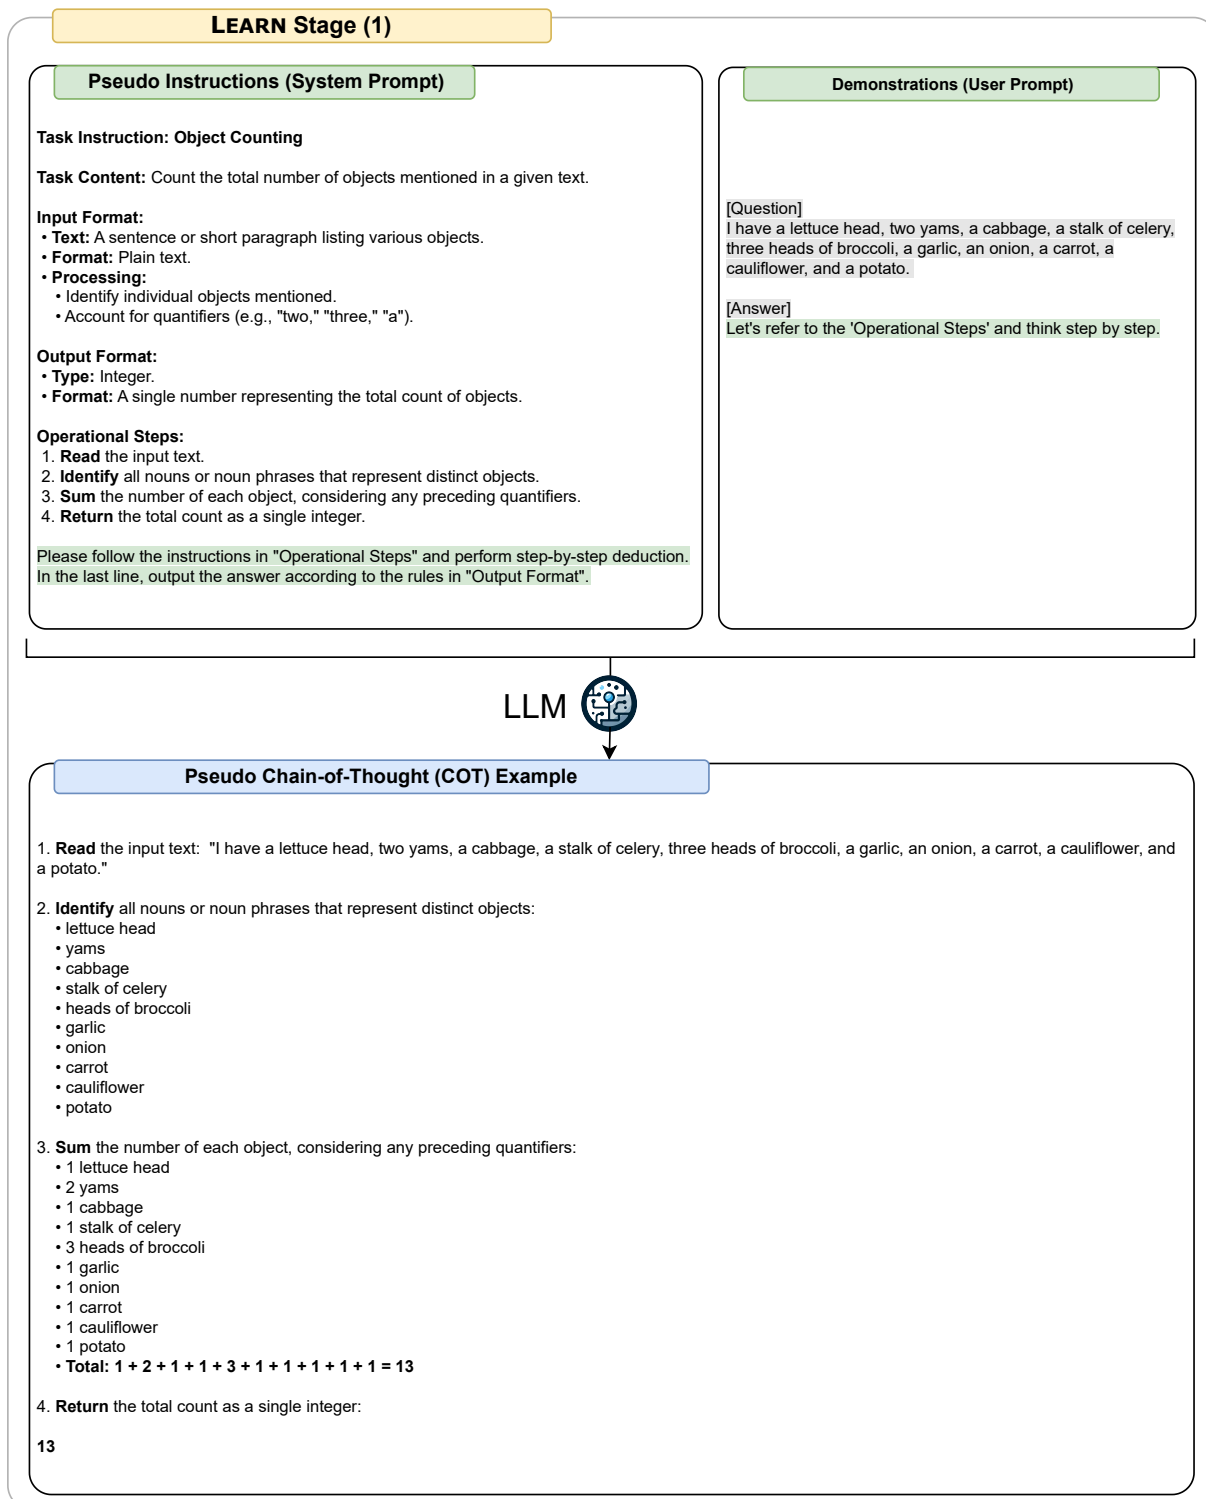 LEARN Stage (1)
Pseudo Instructions (System Prompt)
Task Instruction: Object Counting
Task Content: Count the total number of objects mentioned in a given text.
Input Format:
• Text: A sentence or short paragraph listing various objects.
• Format: Plain text.
• Processing:
• Identify individual objects mentioned.
• Account for quantifiers (e.g., "two," "three," "a").
Output Format:
• Type: Integer.
• Format: A single number representing the total count of objects.
Operational Steps:
1. Read the input text.
2. Identify all nouns or noun phrases that represent distinct objects.
3. Sum the number of each object, considering any preceding quantifiers.
4. Return the total count as a single integer.
Please follow the instructions in "Operational Steps" and perform step-by-step deduction.
In the last line, output the answer according to the rules in "Output Format".
Demonstrations (User Prompt)
[Question]
I have a lettuce head, two yams, a cabbage, a stalk of celery,
three heads of broccoli, a garlic, an onion, a carrot, a
cauliflower, and a potato.
[Answer]
Let's refer to the 'Operational Steps' and think step by step.
LLM
Pseudo Chain-of-Thought (COT) Example
1. Read the input text: "I have a lettuce head, two yams, a cabbage, a stalk of celery, three heads of broccoli, a garlic, an onion, a carrot, a cauliflower, and
a potato."
2. Identify all nouns or noun phrases that represent distinct objects:
• lettuce head
• yams
• cabbage
• stalk of celery
• heads of broccoli
• garlic
• onion
• carrot
• cauliflower
• potato
3. Sum the number of each object, considering any preceding quantifiers:
• 1 lettuce head
• 2 yams
• 1 cabbage
• 1 stalk of celery
• 3 heads of broccoli
• 1 garlic
• 1 onion
• 1 carrot
• 1 cauliflower
• 1 potato
• Total: 1 + 2 + 1 + 1 + 3 + 1 + 1 + 1 + 1 + 1 = 13
4. Return the total count as a single integer:
13